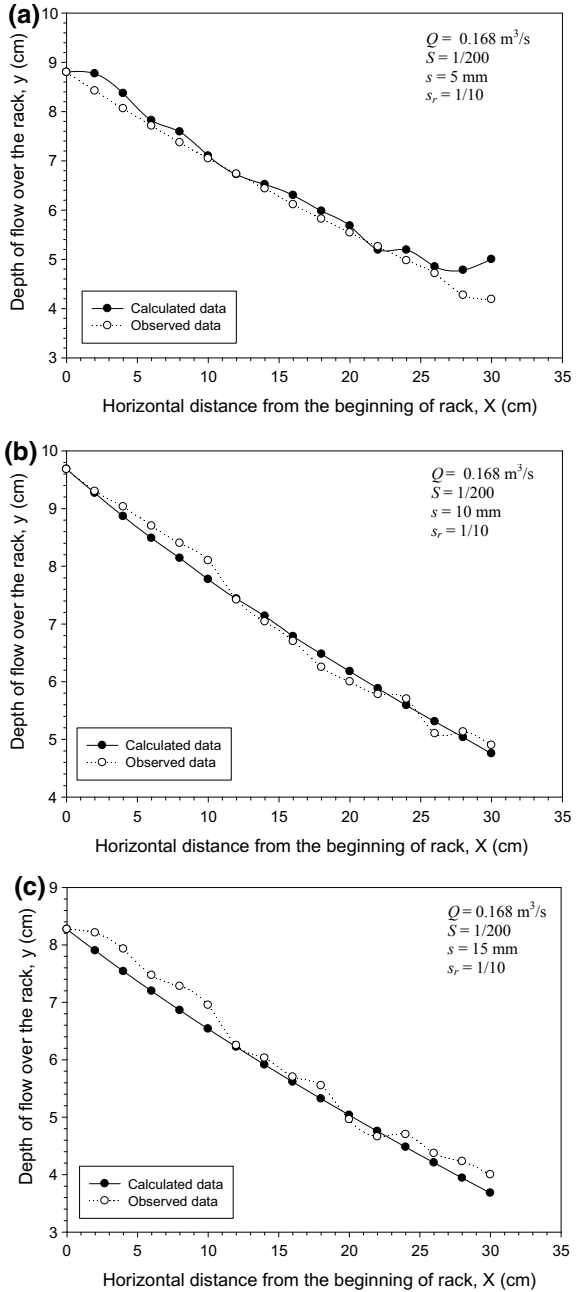 (a)
9
8
7
6
5
4
3
Depth of flow over the rack, y (cm)
Q = 0.168 m³/s
S = 1/200
s = 5 mm
sᵣ = 1/10
Calculated data
Observed data
0 5 10 15 20 25 30 35
Horizontal distance from the beginning of rack, X (cm)
(b)
10
9
8
7
6
5
4
Depth of flow over the rack, y (cm)
Q = 0.168 m³/s
S = 1/200
s = 10 mm
sᵣ = 1/10
Calculated data
Observed data
0 5 10 15 20 25 30 35
Horizontal distance from the beginning of rack, X (cm)
(c)
9
8
7
6
5
4
3
Depth of flow over the rack, y (cm)
Q = 0.168 m³/s
S = 1/200
s = 15 mm
sᵣ = 1/10
Calculated data
Observed data
0 5 10 15 20 25 30 35
Horizontal distance from the beginning of rack, X (cm)